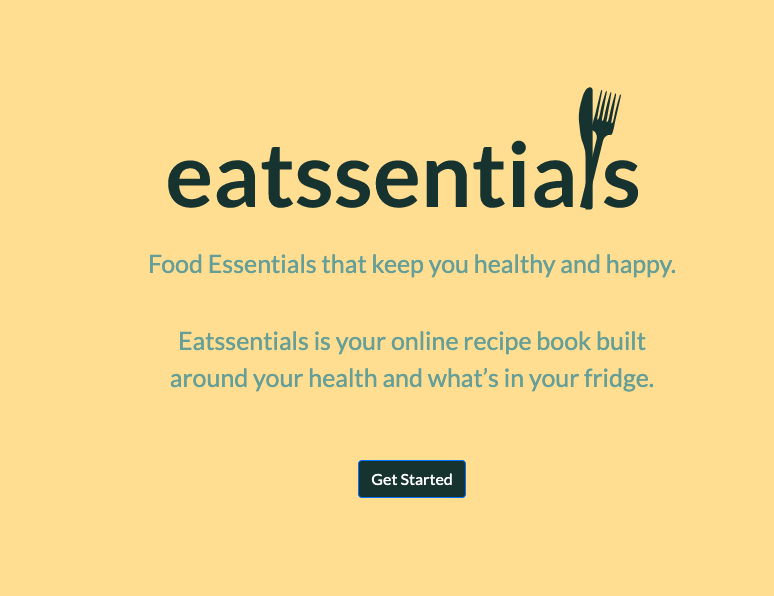 eatssentials
Food Essentials that keep you healthy and happy.
Eatssentials is your online recipe book built
around your health and what’s in your fridge.
Get Started